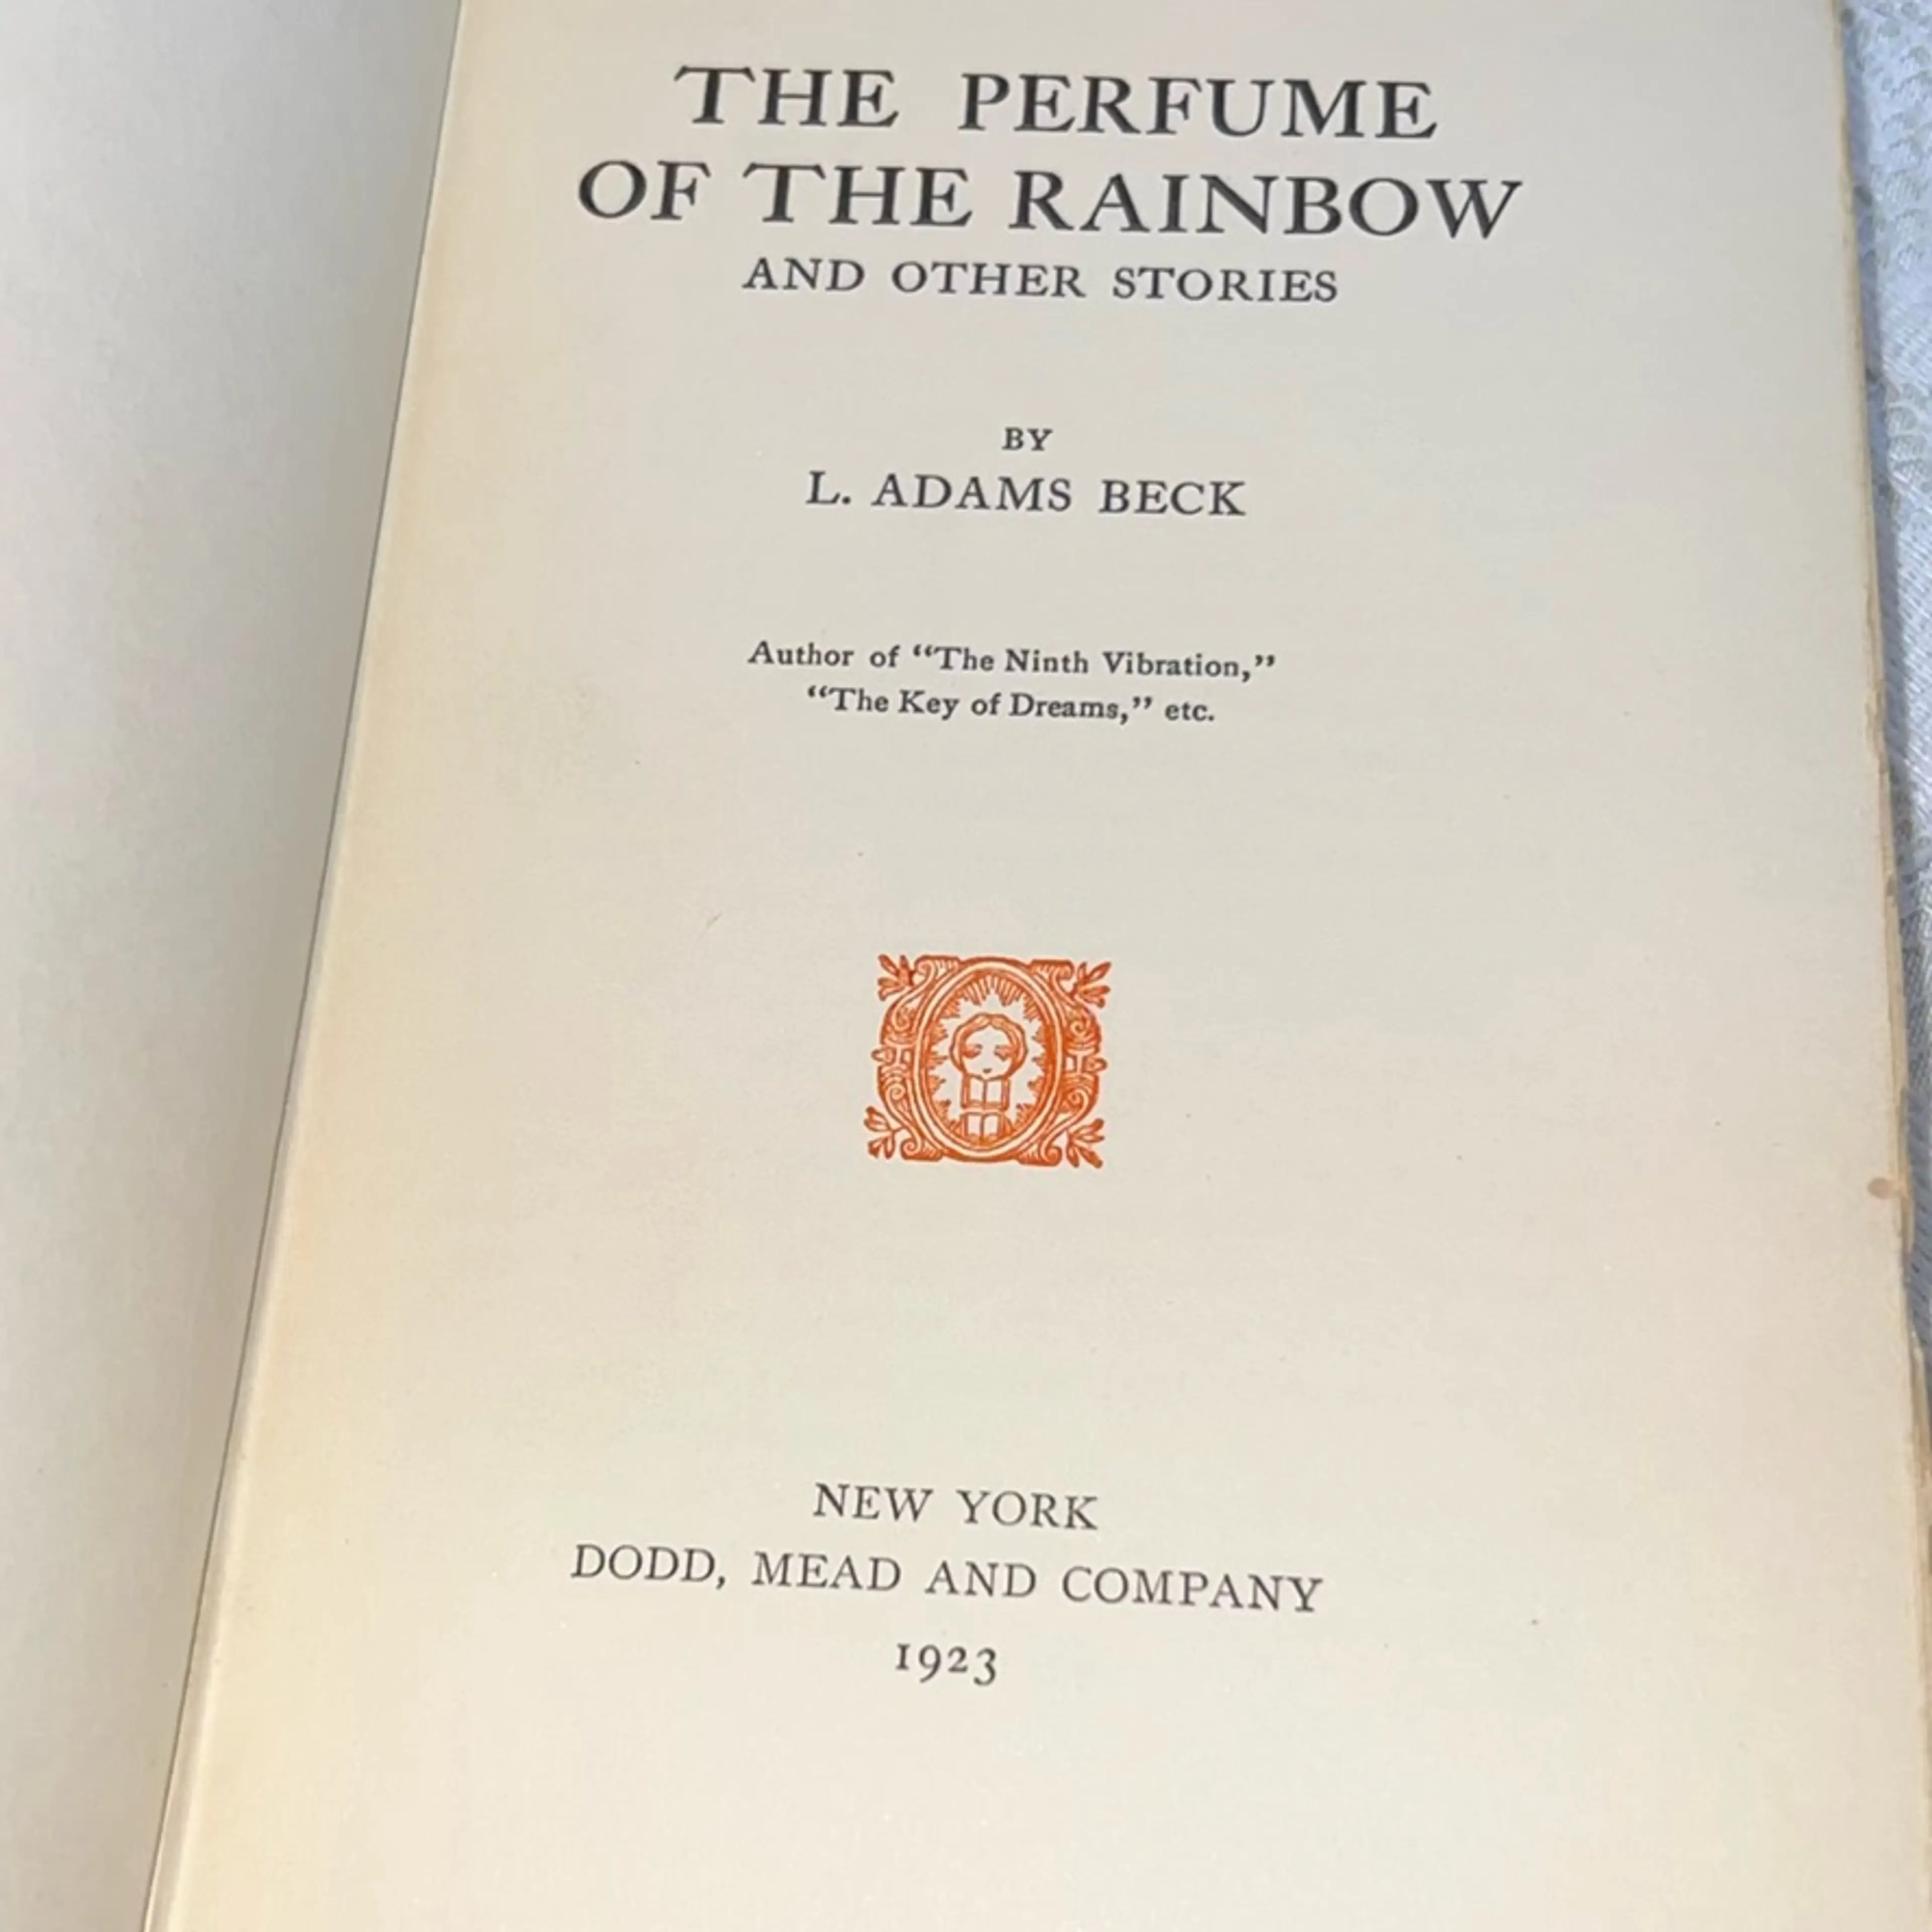 THE PERFUME
OF THE RAINBOW
AND OTHER STORIES
BY
L. ADAMS BECK
Author of “The Ninth Vibration,”
“The Key of Dreams,” etc.
NEW YORK
DODD, MEAD AND COMPANY
1923